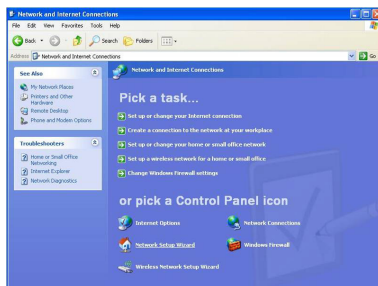 Network and Internet Connections
File Edit View Favorites Tools Help
Back Search Folders
Address Network and Internet Connections Go
See Also
My Network Places
Printers and Other
Hardware
Remote Desktop
Phone and Modem Options
Troubleshooters
Home or Small Office
Networking
Internet Explorer
Network Diagnostics
Network and Internet Connections
Pick a task...
Set up or change your Internet connection
Create a connection to the network at your workplace
Set up or change your home or small office network
Set up a wireless network for a home or small office
Change Windows Firewall settings
or pick a Control Panel icon
Internet Options Network Connections
Network Setup Wizard Windows Firewall
Wireless Network Setup Wizard